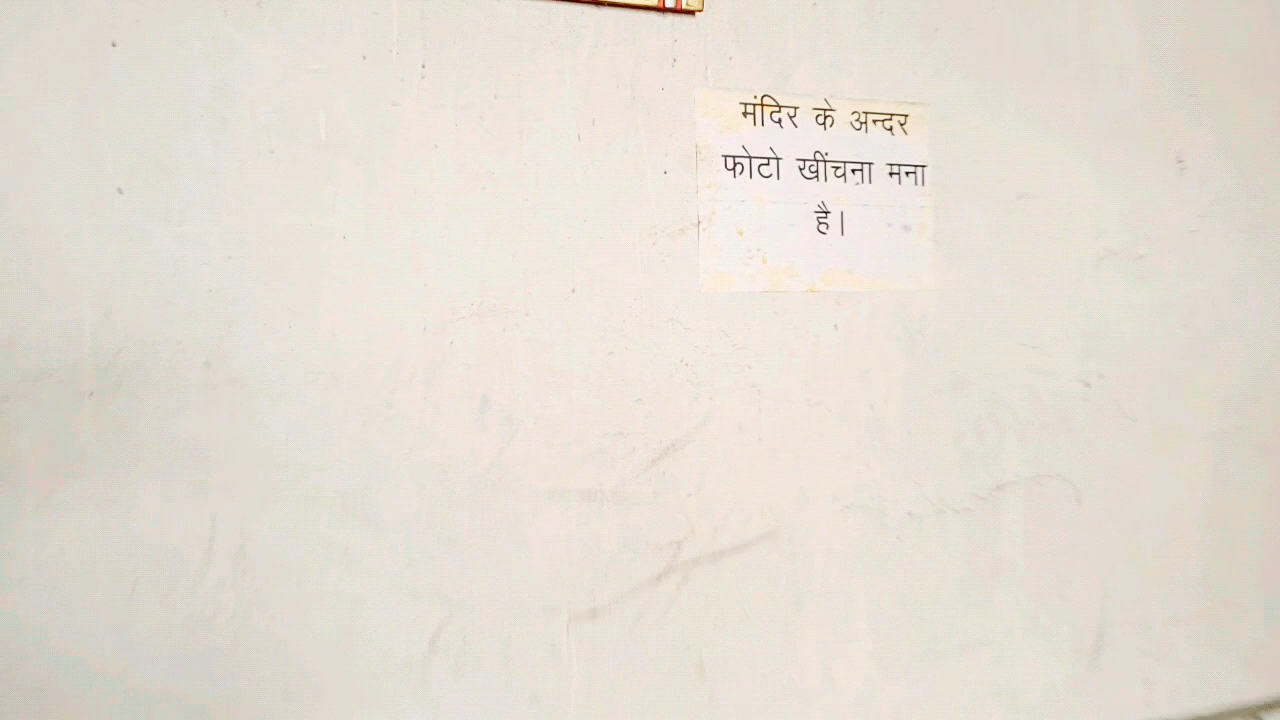 मंदिर के अन्दर
फोटो खींचना मना
है।